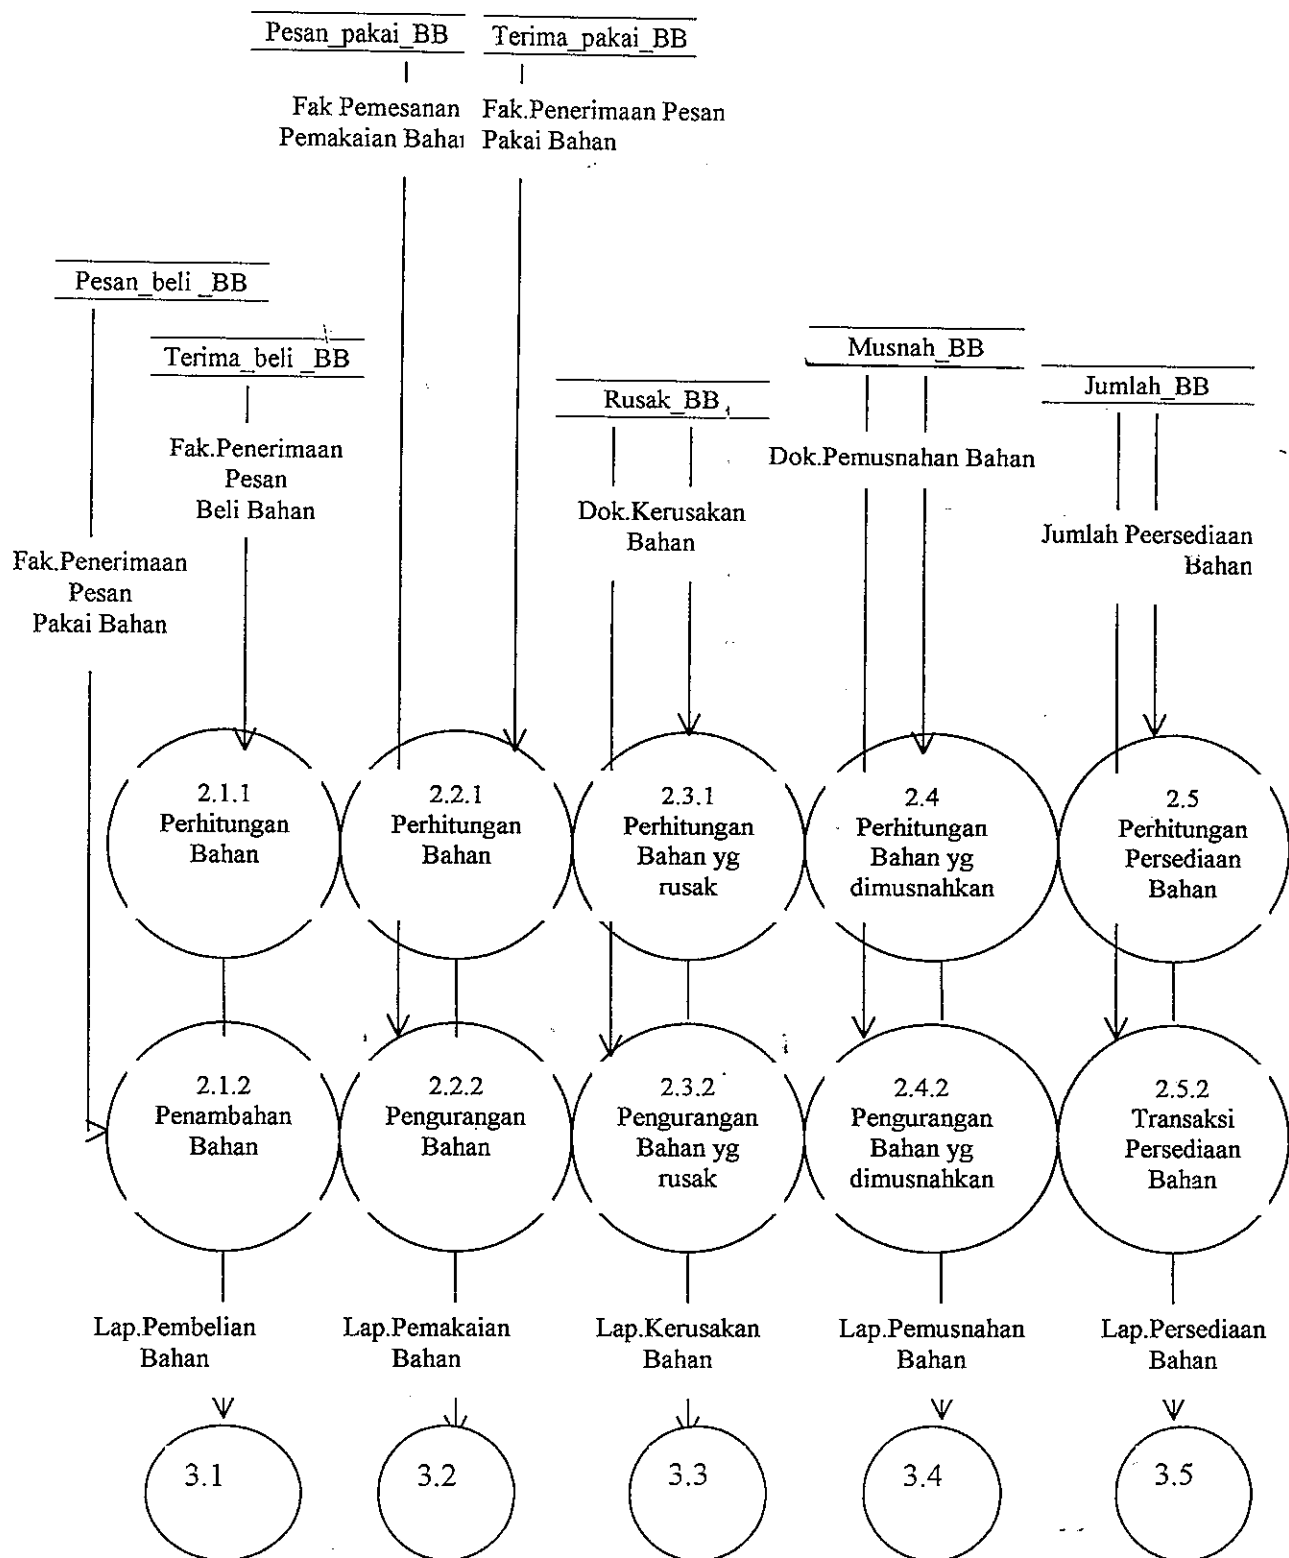 Pesan_pakai_BB
Terima_pakai_BB
Fak Pemesanan
Pemakaian Bahai
Fak.Penerimaan Pesan
Pakai Bahan
Pesan_beli _BB
Terima_beli _BB
Musnah_BB
Rusak_BB
Jumlah_BB
Fak.Penerimaan
Pesan
Beli Bahan
Dok.Pemusnahan Bahan
Dok.Kerusakan
Bahan
Jumlah Peersediaan
Bahan
Fak.Penerimaan
Pesan
Pakai Bahan
2.1.1
Perhitungan
Bahan
2.2.1
Perhitungan
Bahan
2.3.1
Perhitungan
Bahan yg
rusak
2.4
Perhitungan
Bahan yg
dimusnahkan
2.5
Perhitungan
Persediaan
Bahan
2.1.2
Penambahan
Bahan
2.2.2
Pengurangan
Bahan
2.3.2
Pengurangan
Bahan yg
rusak
2.4.2
Pengurangan
Bahan yg
dimusnahkan
2.5.2
Transaksi
Persediaan
Bahan
Lap.Pembelian
Bahan
Lap.Pemakaian
Bahan
Lap.Kerusakan
Bahan
Lap.Pemusnahan
Bahan
Lap.Persediaan
Bahan
3.1
3.2
3.3
3.4
3.5